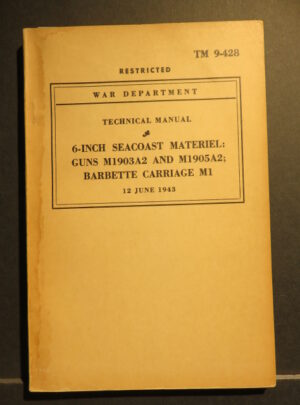 TM 9-428
RESTRICTED
WAR DEPARTMENT
TECHNICAL MANUAL
6-INCH SEACOAST MATERIEL:
GUNS M1903A2 AND M1905A2;
BARBETTE CARRIAGE M1
12 JUNE 1943